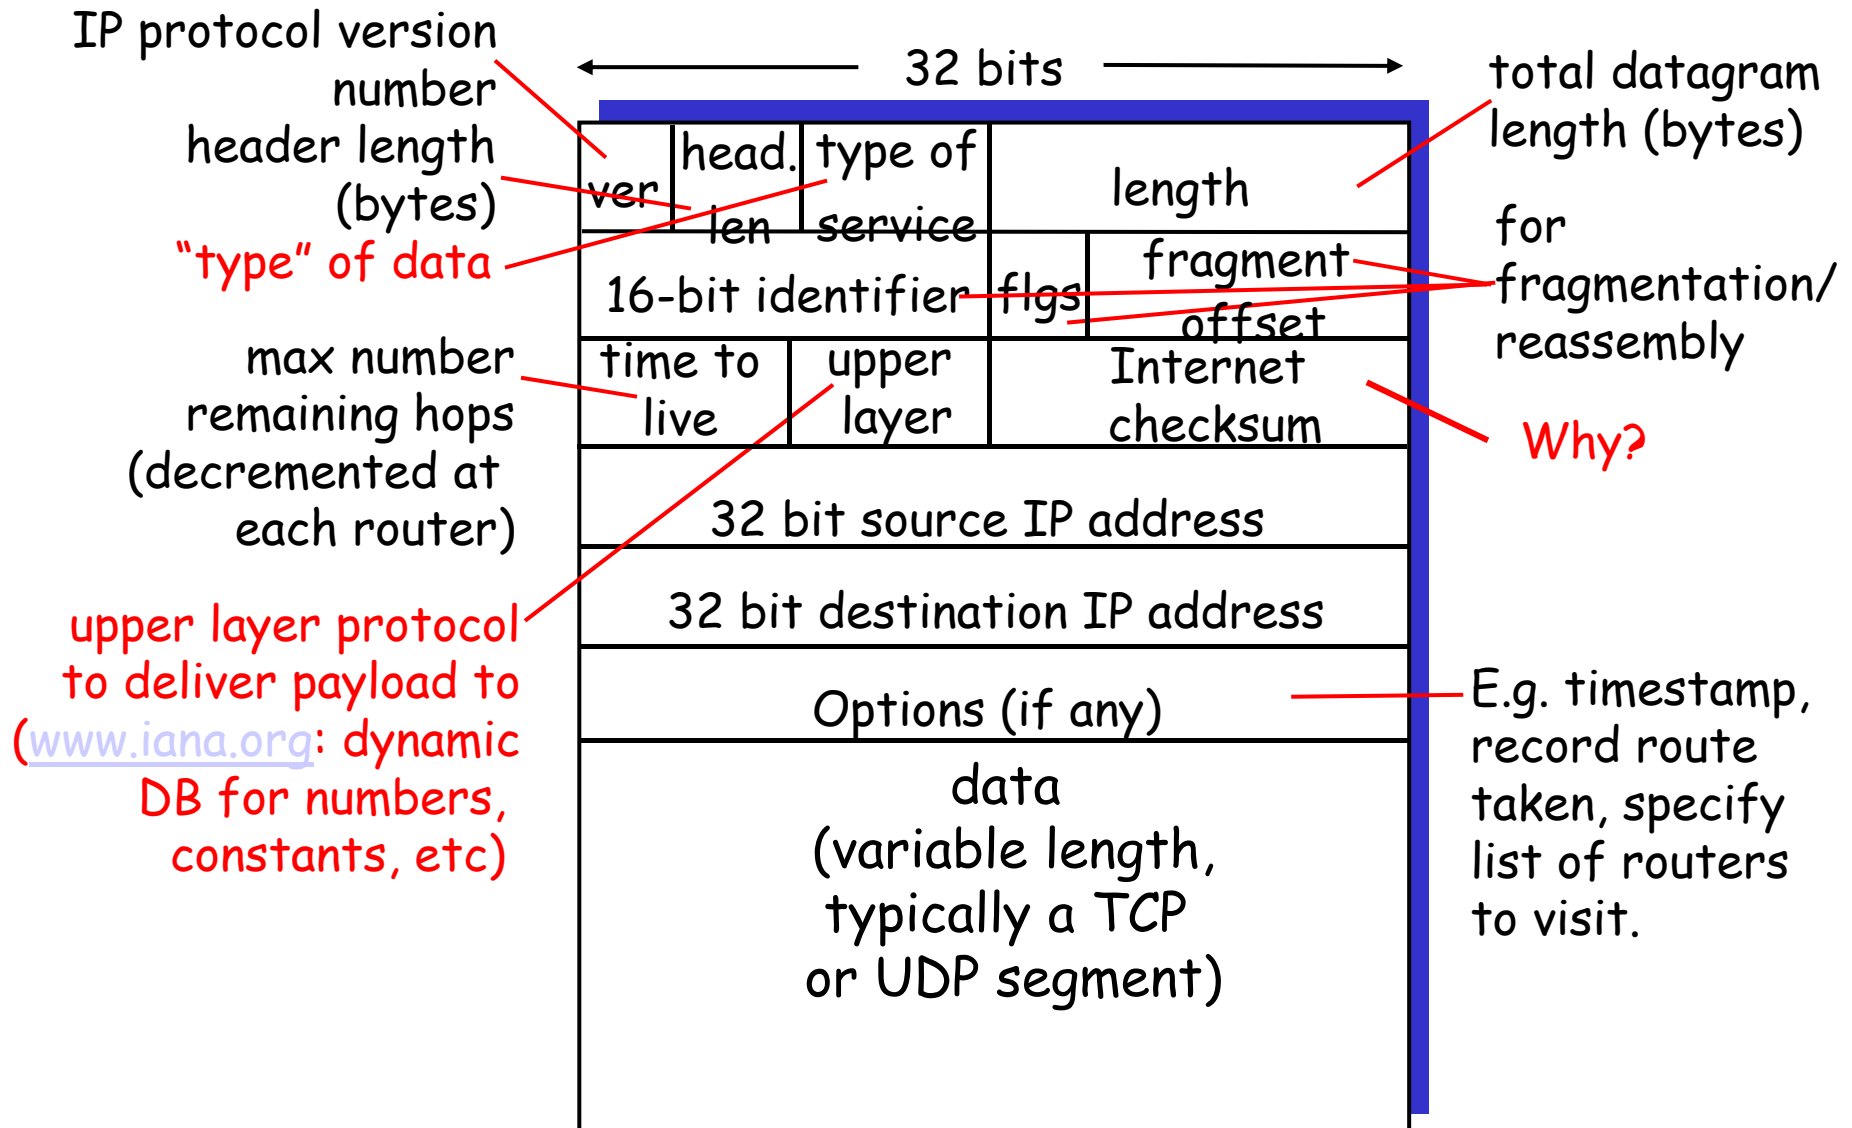 IP protocol version
number
header length
(bytes)
“type” of data
max number
remaining hops
(decremented at
each router)
upper layer protocol
to deliver payload to
(www.iana.org: dynamic
DB for numbers,
constants, etc)
32 bits
ver
head.
len
type of
service
length
16-bit identifier
flgs
fragment
offset
time to
live
upper
layer
Internet
checksum
32 bit source IP address
32 bit destination IP address
Options (if any)
data
(variable length,
typically a TCP
or UDP segment)
total datagram
length (bytes)
for
fragmentation/
reassembly
Why?
E.g. timestamp,
record route
taken, specify
list of routers
to visit.